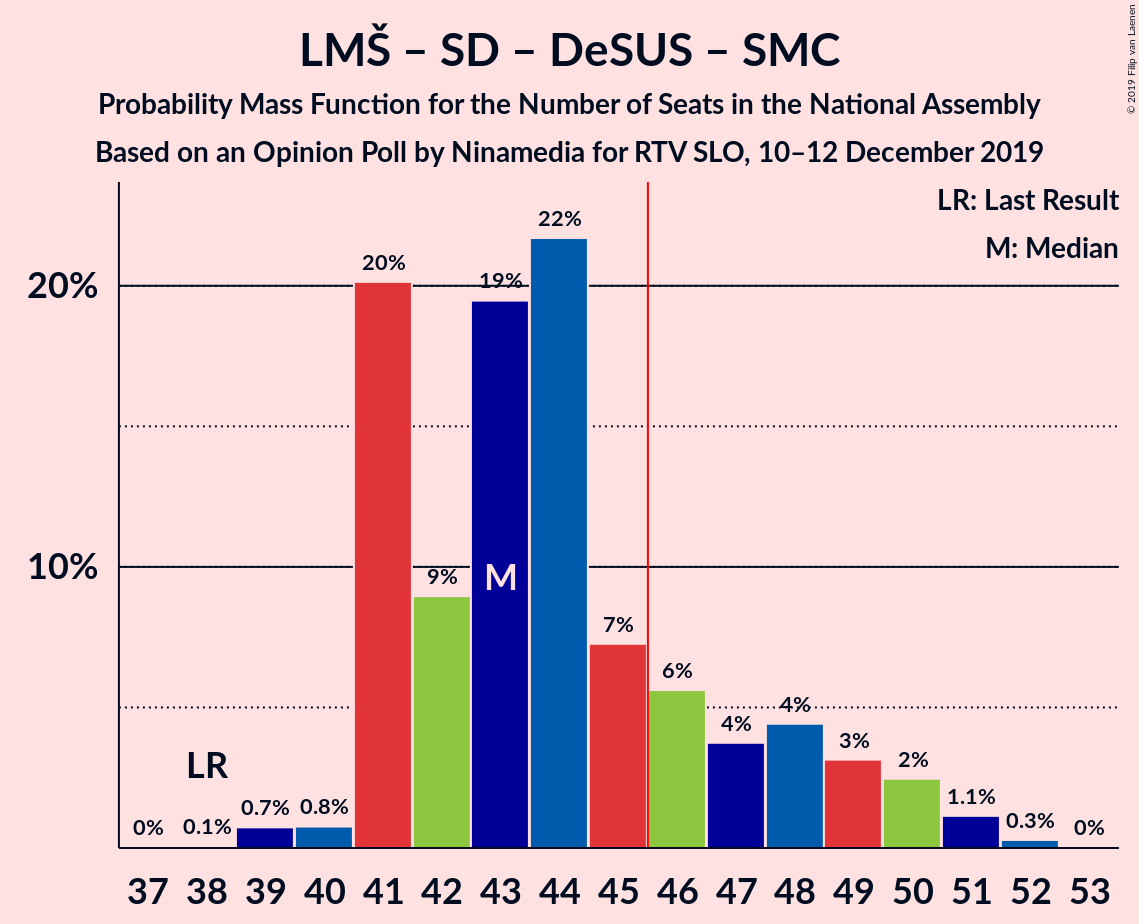 LMŠ – SD – DeSUS – SMC
Probability Mass Function for the Number of Seats in the National Assembly
Based on an Opinion Poll by Ninamedia for RTV SLO, 10–12 December 2019
© 2019 Filip van Laenen
LR: Last Result
M: Median
20%
10%
0%
0.1%
0.7%
0.8%
20%
9%
19%
22%
7%
6%
4%
4%
3%
2%
1.1%
0.3%
0%
LR
M
37 38 39 40 41 42 43 44 45 46 47 48 49 50 51 52 53